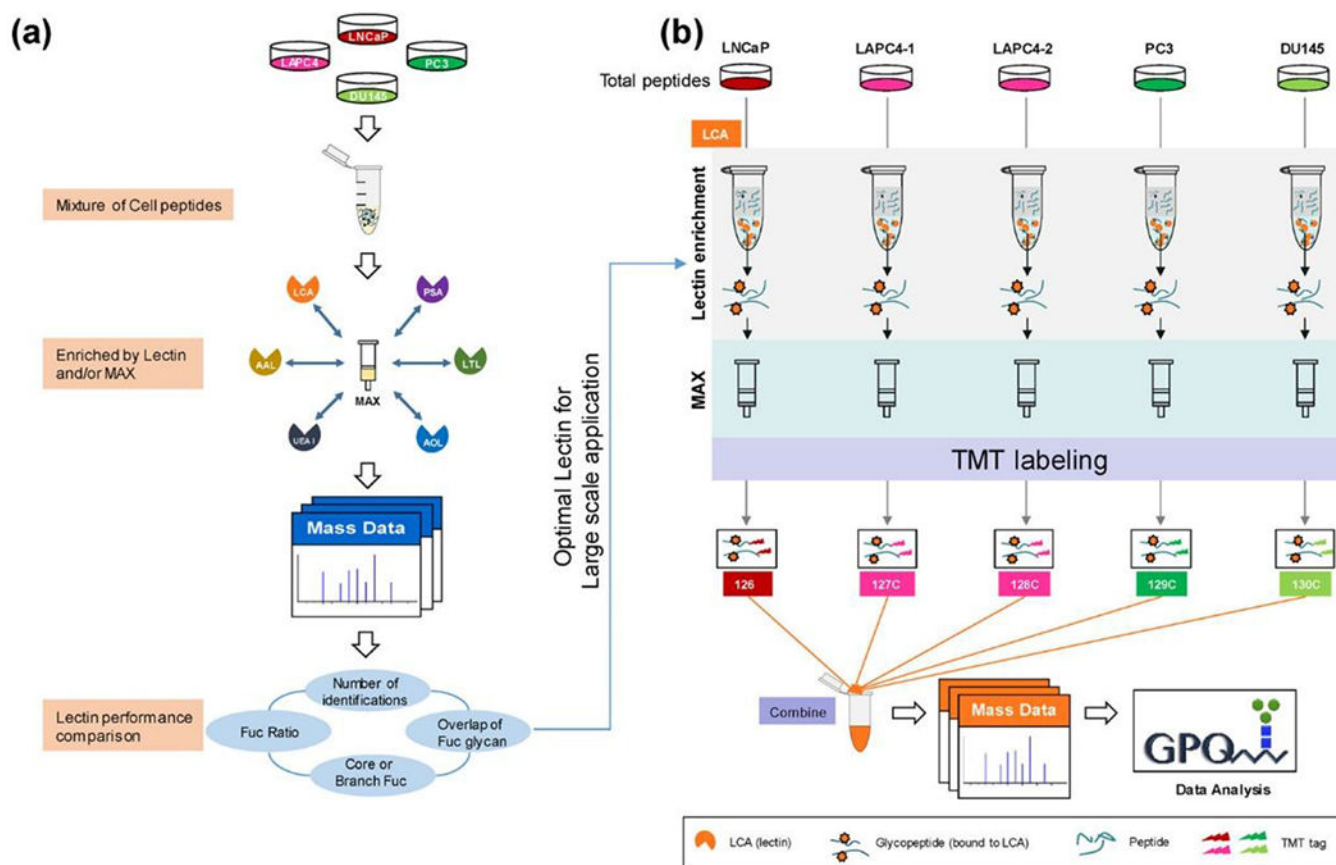 (a)
LNCaP
LAPC4
PC3
DU145
Mixture of Cell peptides
LCA
PSA
Enriched by Lectin
and/or MAX
AAL
LTL
MAX
UEA I
AOL
Mass Data
Number of
identifications
Lectin performance
comparison
Fuc Ratio
Overlap of
Fuc glycan
Core or
Branch Fuc
Optimal Lectin for
Large scale application
(b)
LNCaP
LAPC4-1
LAPC4-2
PC3
DU145
Total peptides
LCA
Lectin enrichment
MAX
TMT labeling
126
127C
128C
129C
130C
Combine
Mass Data
GPQ
Data Analysis
LCA (lectin)
Glycopeptide (bound to LCA)
Peptide
TMT tag